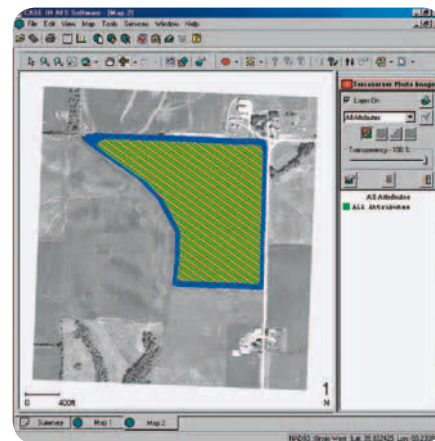 CASE IH AFS Software - [Map 2]
File Edit View Map Tools Services Window Help
Terraserver Photo Image
Layer On
All Attributes
Transparency - 100 %
All Attributes
All Attributes
0 400ft
1
N
Summary Map 1 Map 2
NAD83